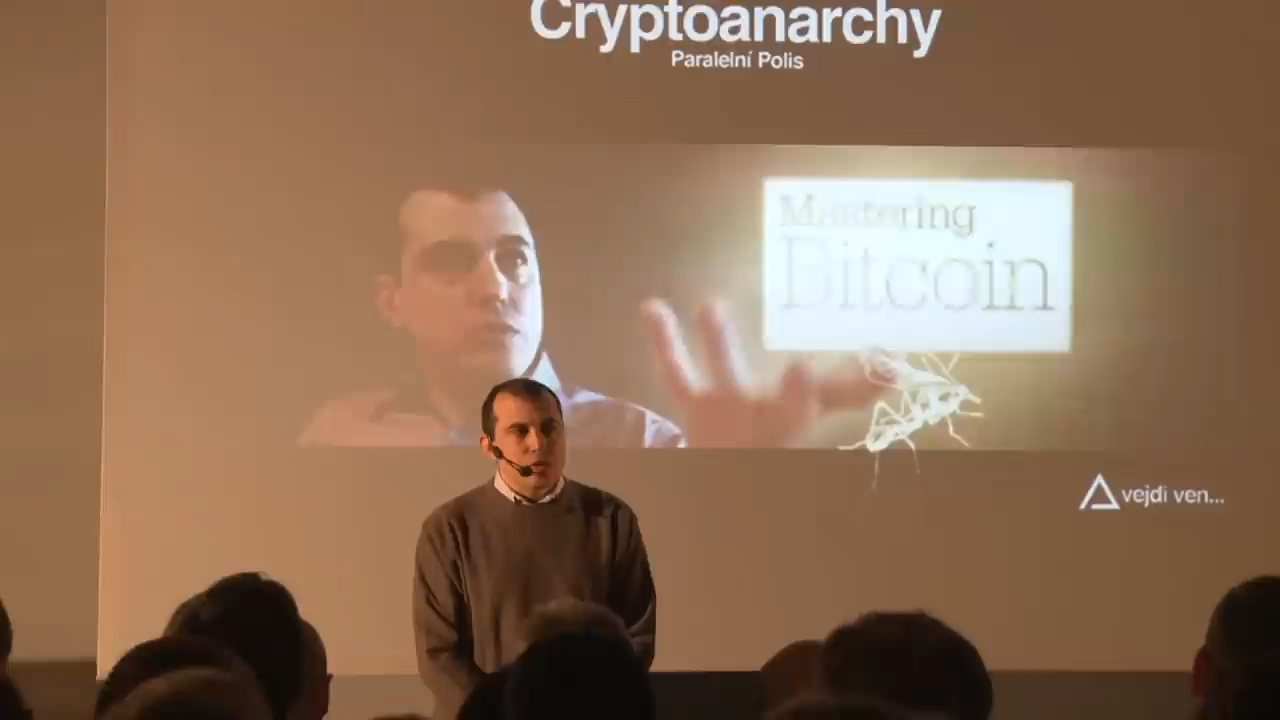 Cryptoanarchy
Paralelní Polis
Mastering
Bitcoin
vejdi ven...